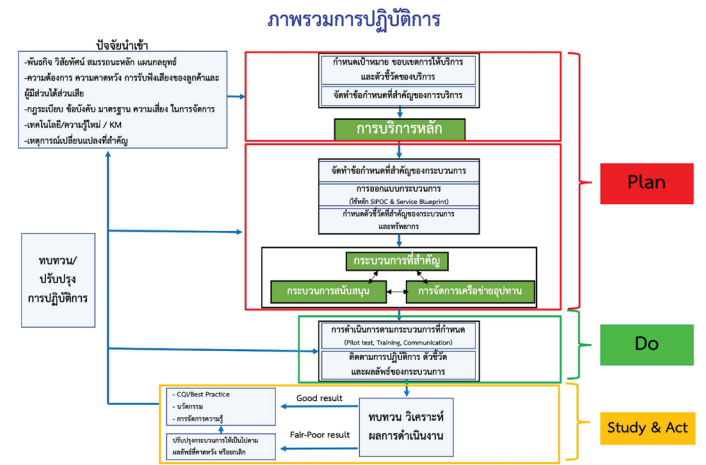 ภาพรวมการปฏิบัติการ
ปัจจัยนำเข้า
-พันธกิจ วิสัยทัศน์ สมรรถนะหลัก แผนกลยุทธ์
-ความต้องการ ความคาดหวัง การรับฟังเสียงของลูกค้าและ
ผู้มีส่วนได้ส่วนเสีย
-กฎระเบียบ ข้อบังคับ มาตรฐาน ความเสี่ยง ในการจัดการ
-เทคโนโลยี/ความรู้ใหม่ / KM
-เหตุการณ์เปลี่ยนแปลงที่สำคัญ
กำหนดเป้าหมาย ขอบเขตการให้บริการ
และตัวชี้วัดของบริการ
จัดทำข้อกำหนดที่สำคัญของการบริการ
การบริการหลัก
จัดทำข้อกำหนดที่สำคัญของกระบวนการ
การออกแบบกระบวนการ
(ใช้หลัก SIPOC & Service Blueprint)
กำหนดตัวชี้วัดที่สำคัญของกระบวนการ
และทรัพยากร
กระบวนการที่สำคัญ
กระบวนการสนับสนุน
การจัดการเครือข่ายอุปทาน
Plan
ทบทวน/
ปรับปรุง
การปฏิบัติการ
การดำเนินการตามกระบวนการที่กำหนด
(Pilot test, Training, Communication)
ติดตามการปฏิบัติการ ตัวชี้วัด
และผลลัพธ์ของกระบวนการ
Do
- CQI/Best Practice
- นวัตกรรม
- การจัดการความรู้
Good result
ทบทวน วิเคราะห์
ผลการดำเนินงาน
Fair-Poor result
ปรับปรุงกระบวนการให้เป็นไปตาม
ผลลัพธ์ที่คาดหวัง หรือยกเลิก
Study & Act